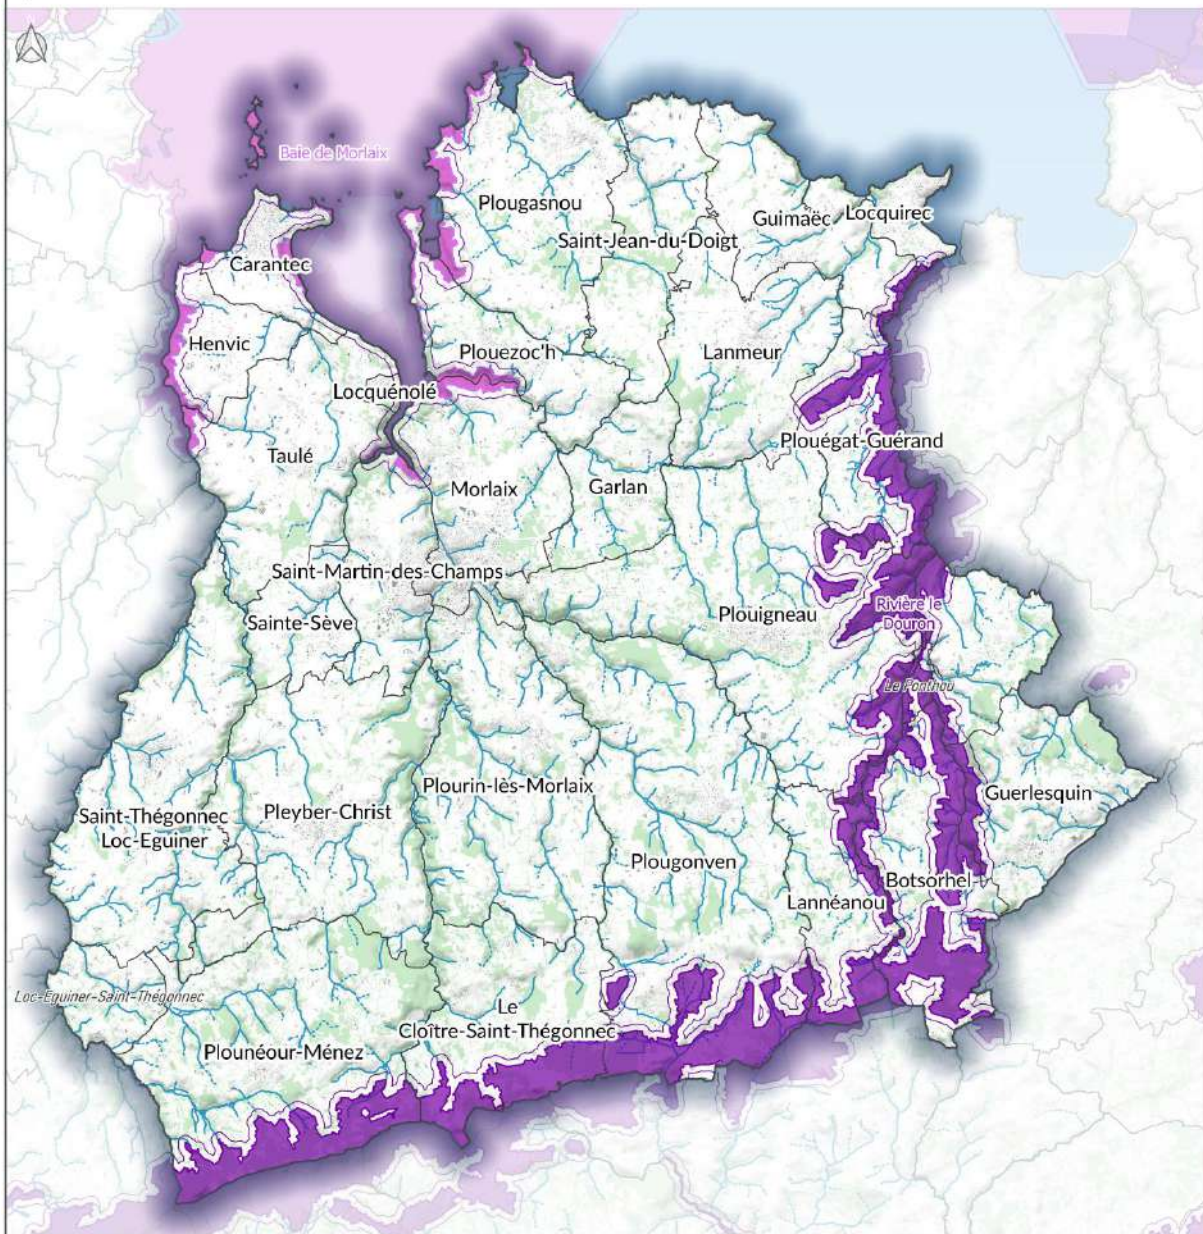 Baie de Morlaix
Plougasnou
Guimaëc
Locquirec
Saint-Jean-du-Doigt
Carantec
Henvic
Plouezoc'h
Lanmeur
Locquénolé
Plouégat-Guérand
Taulé
Morlaix
Garlan
Saint-Martin-des-Champs
Rivière le
Douron
Plouigneau
Sainte-Sève
Le Ponthou
Plourin-lès-Morlaix
Guerlesquin
Pleyber-Christ
Saint-Thégonnec
Loc-Eguiner
Plougonven
Botsorhel
Lannéanou
Loc-Eguiner-Saint-Thégonnec
Le
Cloître-Saint-Thégonnec
Plounéour-Ménez